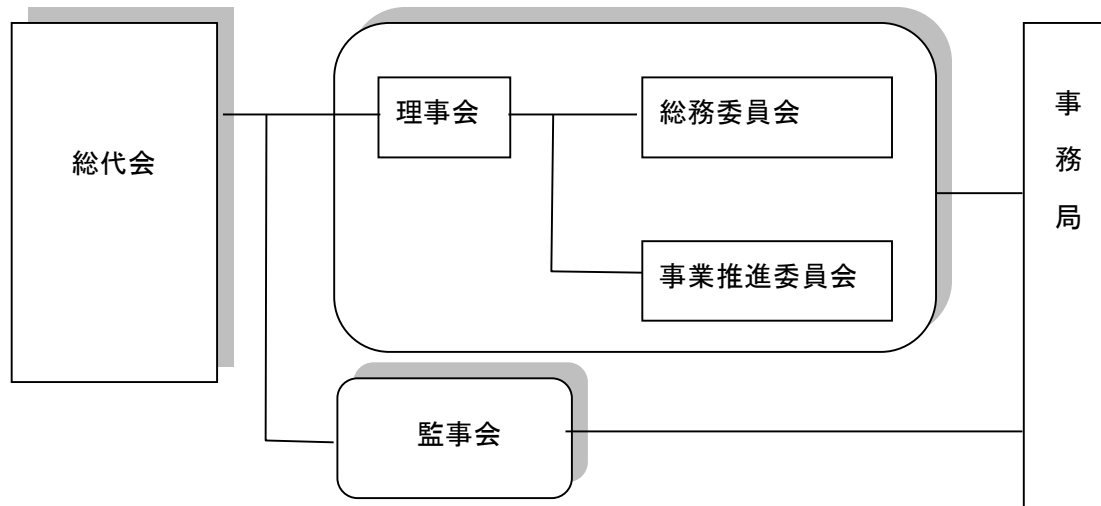 総代会
理事会
総務委員会
事業推進委員会
監事会
事務局